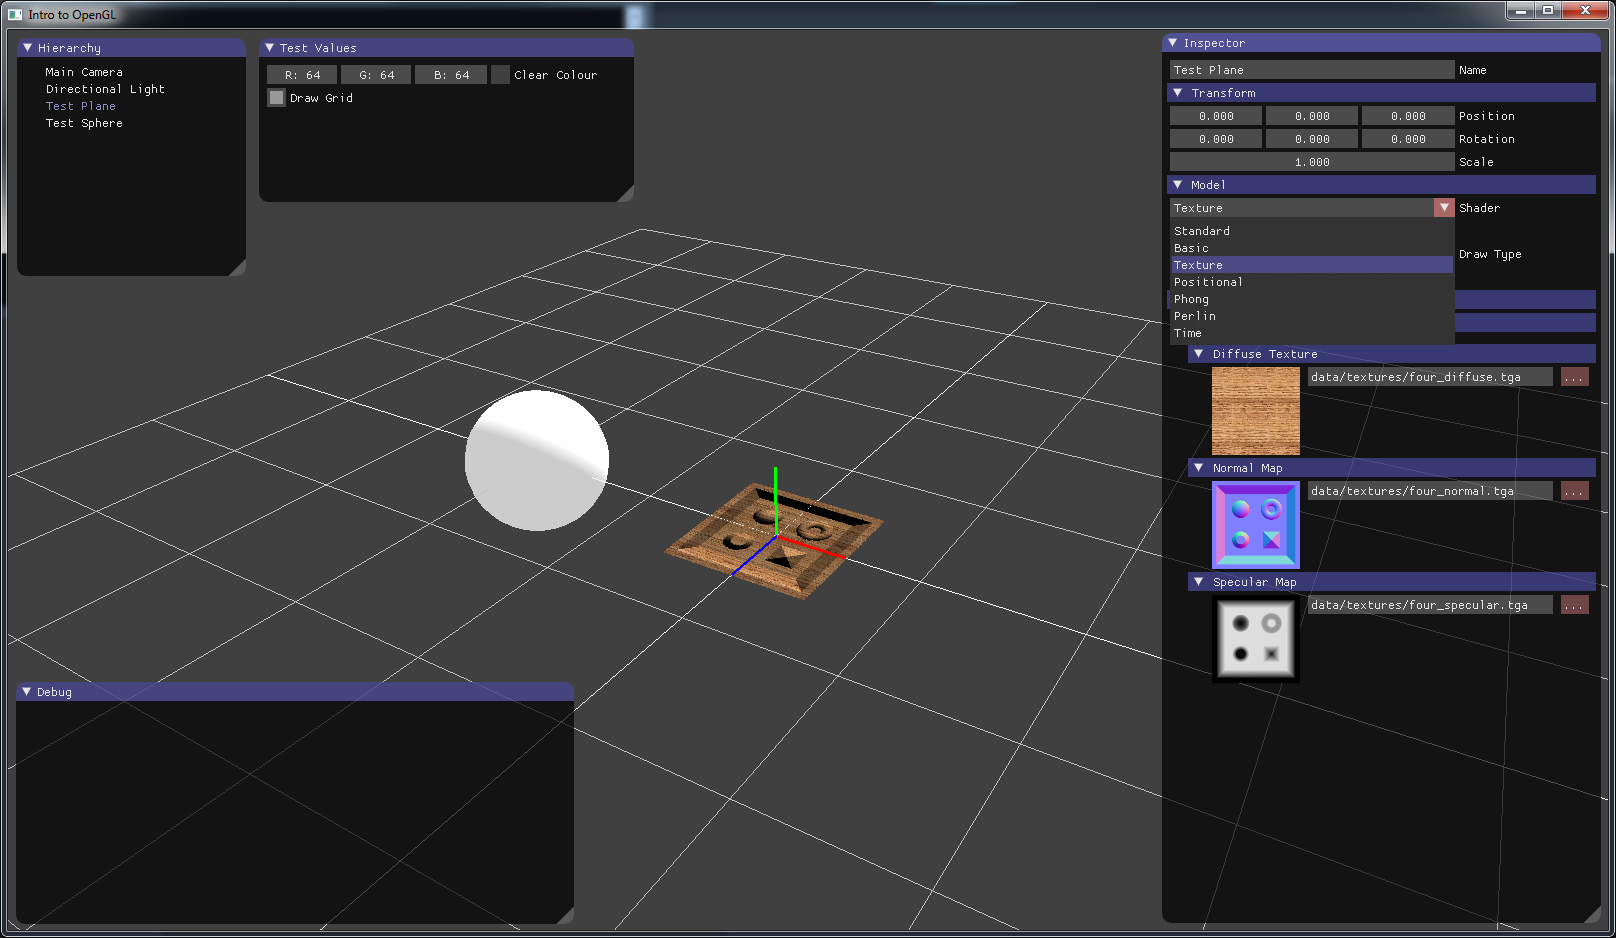 Intro to OpenGL
Hierarchy
Main Camera
Directional Light
Test Plane
Test Sphere
Test Values
R: 64 G: 64 B: 64 Clear Colour
Draw Grid
Debug
Inspector
Test Plane Name
Transform
0.000 0.000 0.000 Position
0.000 0.000 0.000 Rotation
1.000 Scale
Model
Texture Shader
Standard
Basic
Draw Type
Texture
Positional
Phong
Perlin
Time
Diffuse Texture
data/textures/four_diffuse.tga ...
Normal Map
data/textures/four_normal.tga ...
Specular Map
data/textures/four_specular.tga ...